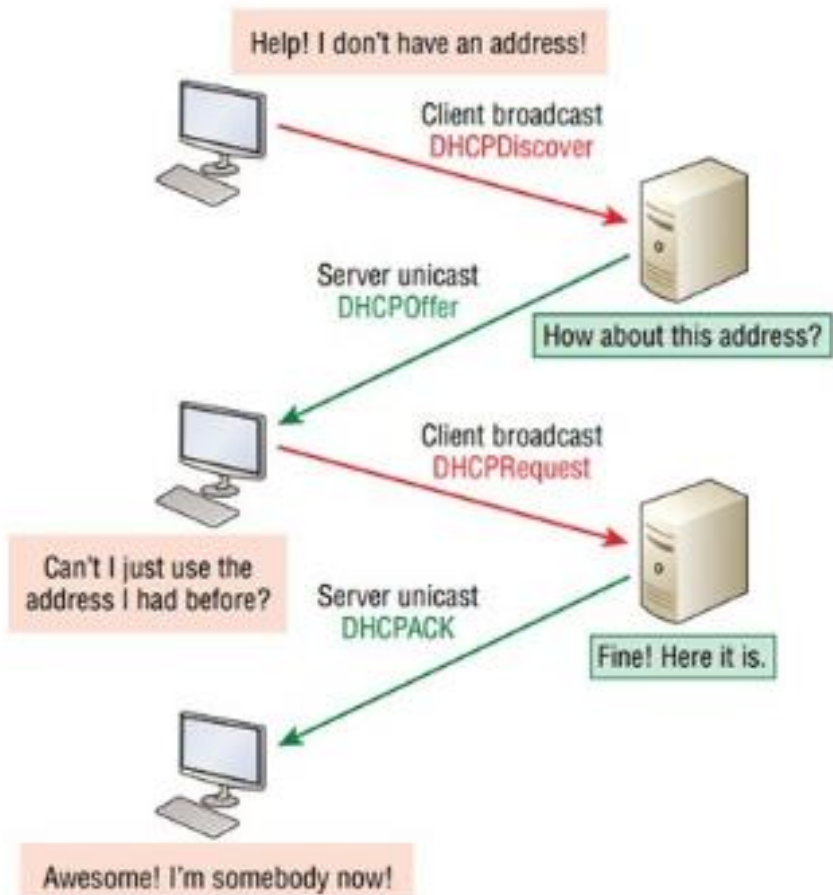 Help! I don't have an address!
Client broadcast
DHCPDiscover
Server unicast
DHCPOffer
How about this address?
Client broadcast
DHCPRequest
Can't I just use the
address I had before?
Server unicast
DHCPACK
Fine! Here it is.
Awesome! I'm somebody now!